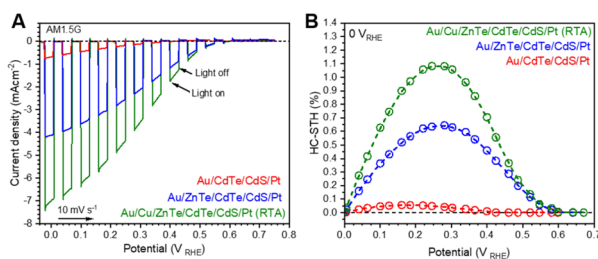 A
AM1.5G
Light off
Light on
Au/CdTe/CdS/Pt
Au/ZnTe/CdTe/CdS/Pt
Au/Cu/ZnTe/CdTe/CdS/Pt (RTA)
10 mV s⁻¹
0
-1
-2
-3
-4
-5
-6
-7
-8
Current density (mAcm⁻²)
0.0 0.1 0.2 0.3 0.4 0.5 0.6 0.7 0.8
Potential (V_RHE)
B
0 V_RHE
Au/Cu/ZnTe/CdTe/CdS/Pt (RTA)
Au/ZnTe/CdTe/CdS/Pt
Au/CdTe/CdS/Pt
1.4
1.3
1.2
1.1
1.0
0.9
0.8
0.7
0.6
0.5
0.4
0.3
0.2
0.1
0.0
HC-STH (%)
0.0 0.1 0.2 0.3 0.4 0.5 0.6 0.7
Potential (V_RHE)